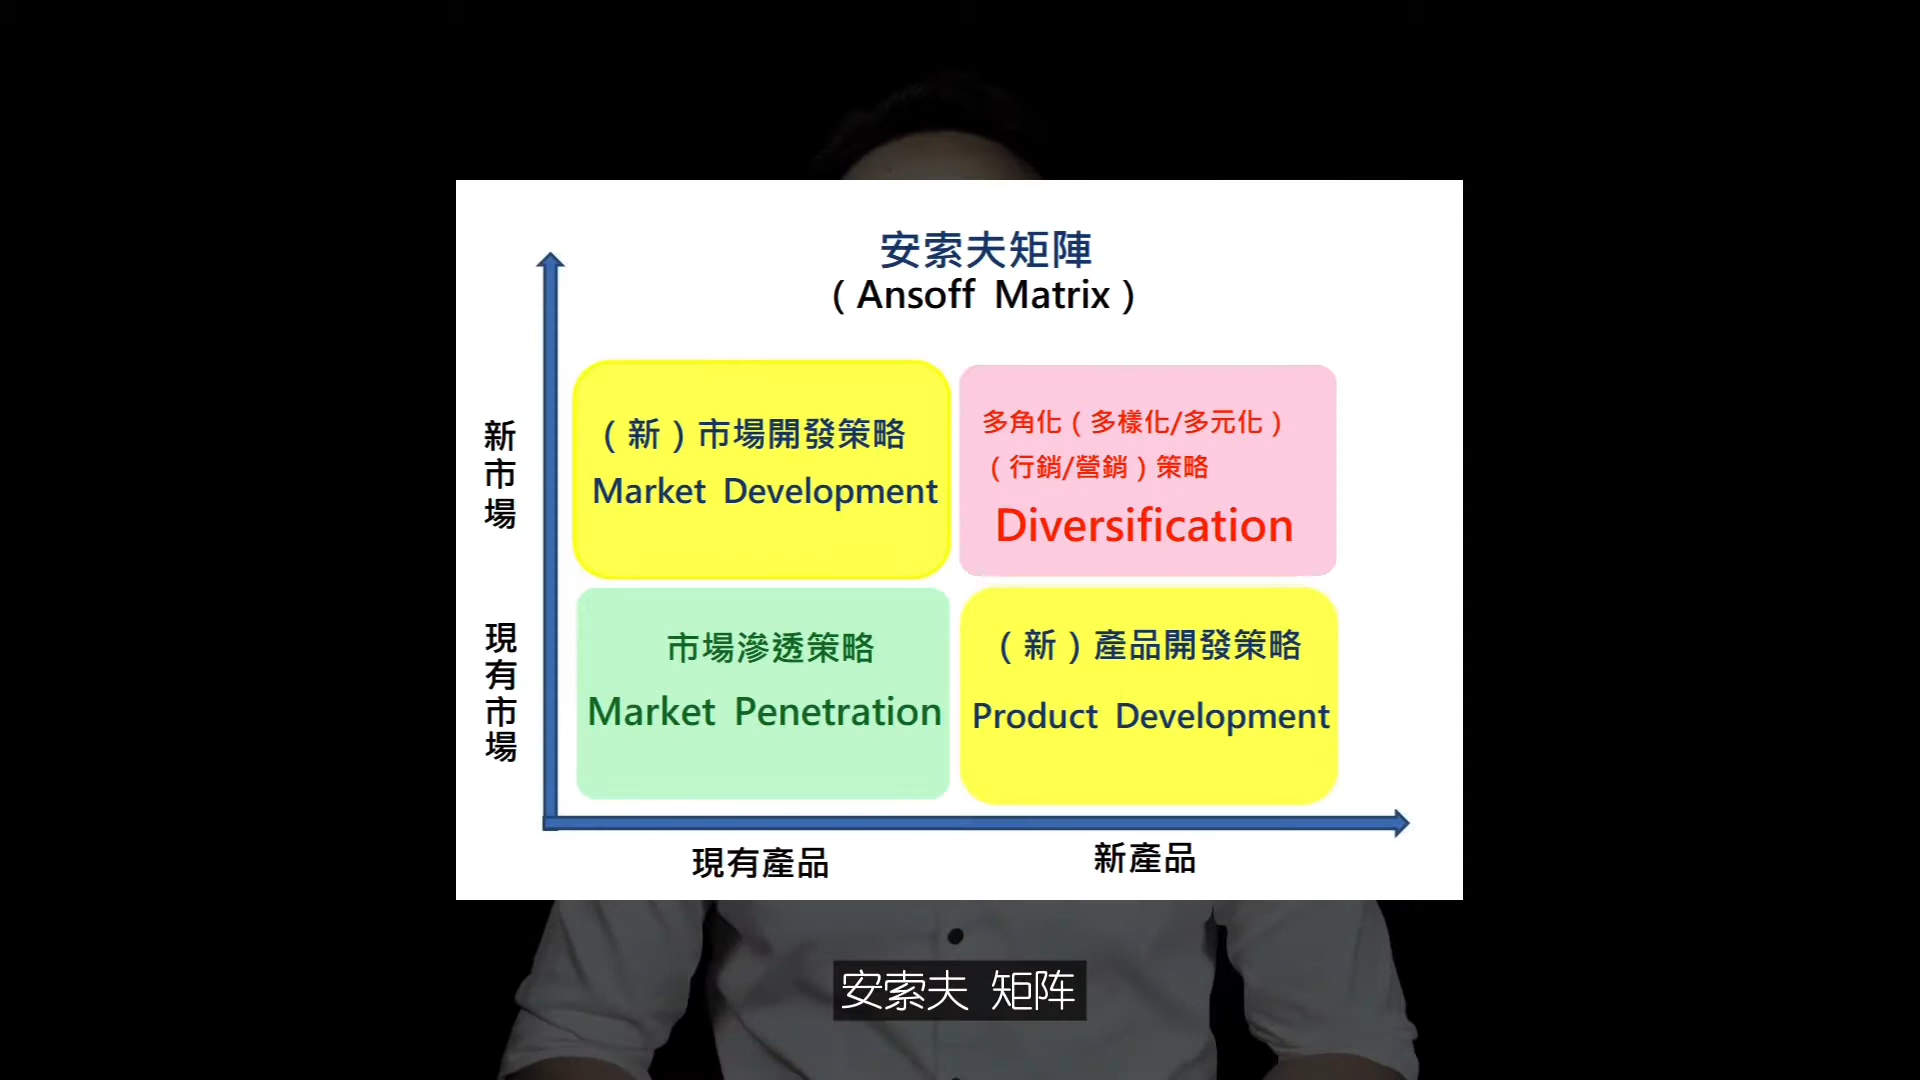 安索夫矩陣
(Ansoff Matrix)
新市場
(新)市場開發策略
Market Development
多角化(多樣化/多元化)
(行銷/營銷)策略
Diversification
現有市場
市場滲透策略
Market Penetration
(新)產品開發策略
Product Development
現有產品
新產品
安索夫 矩阵